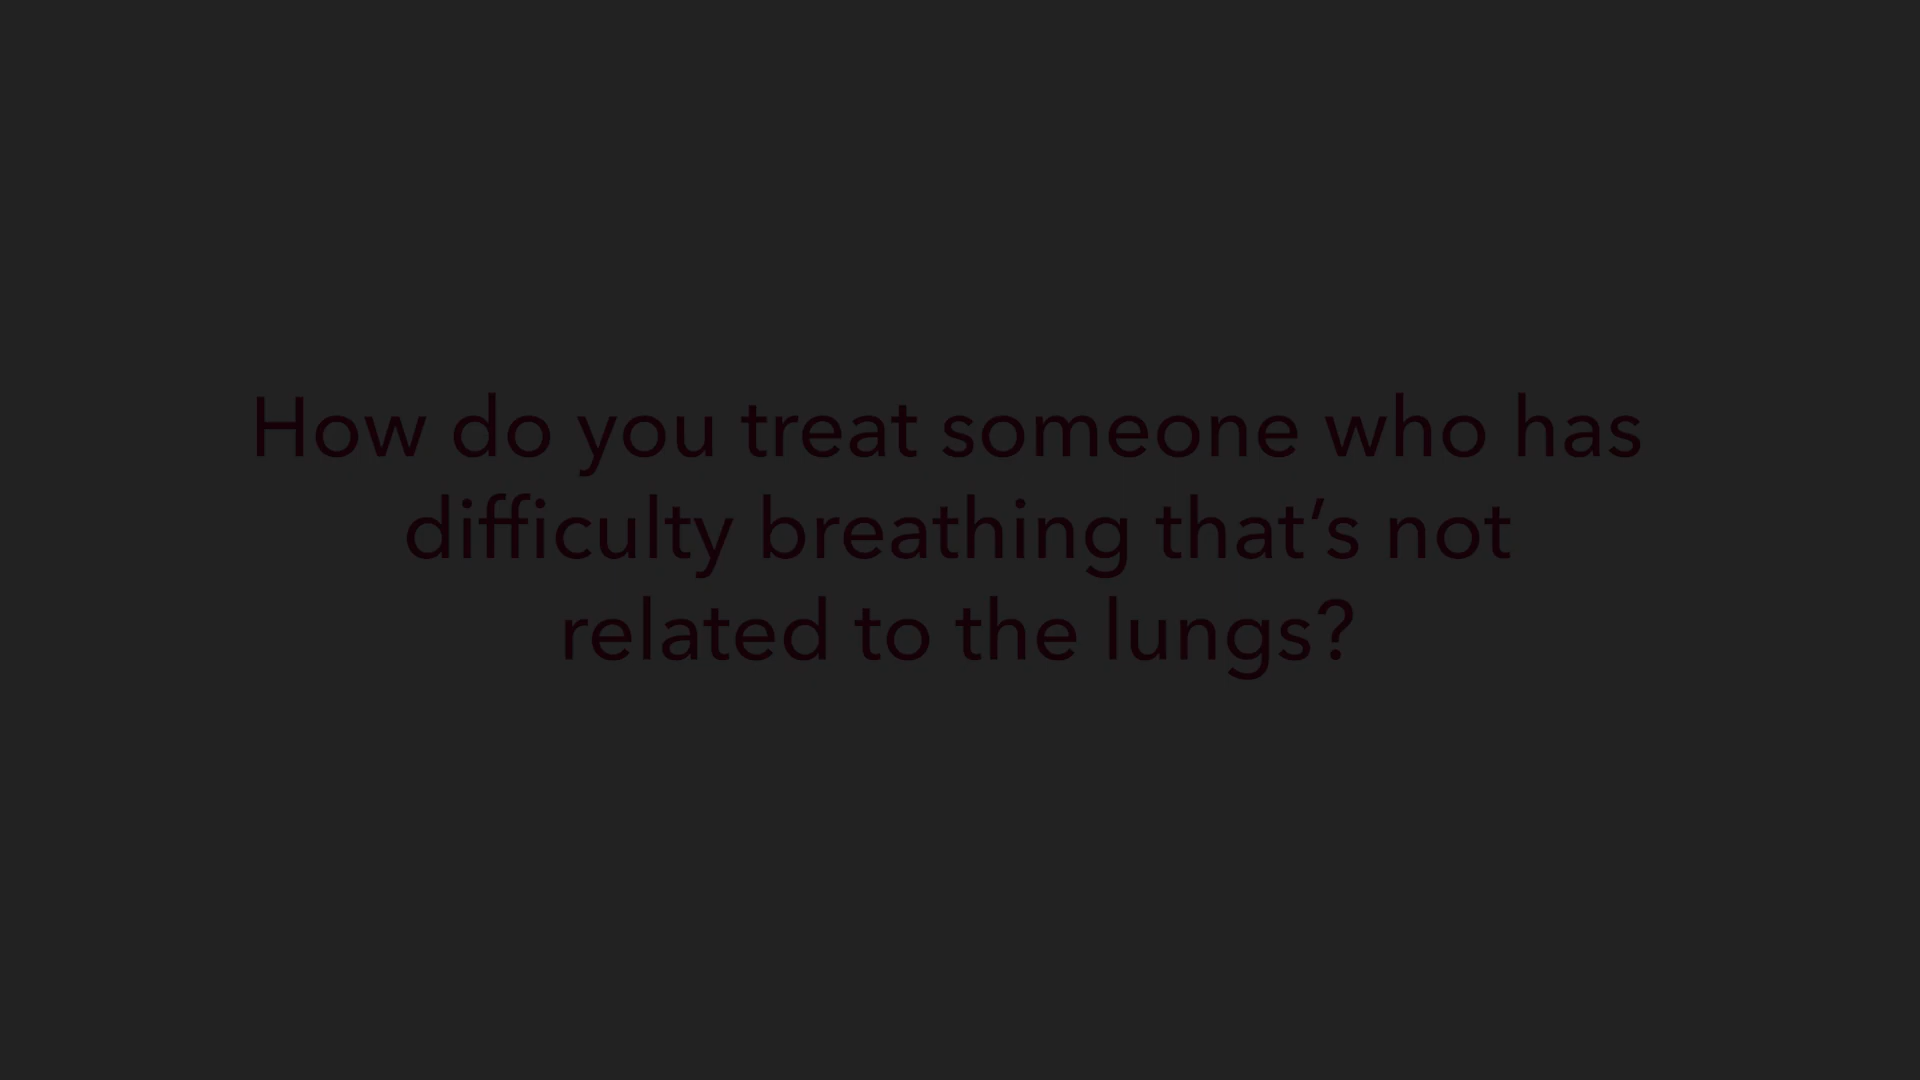 How do you treat someone who has
difficulty breathing that’s not
related to the lungs?